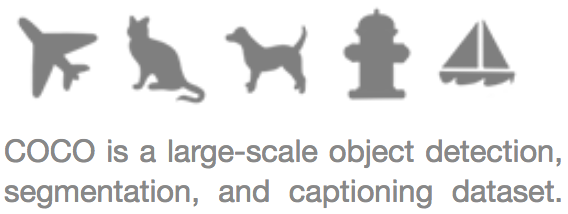 COCO is a large-scale object detection,
segmentation, and captioning dataset.